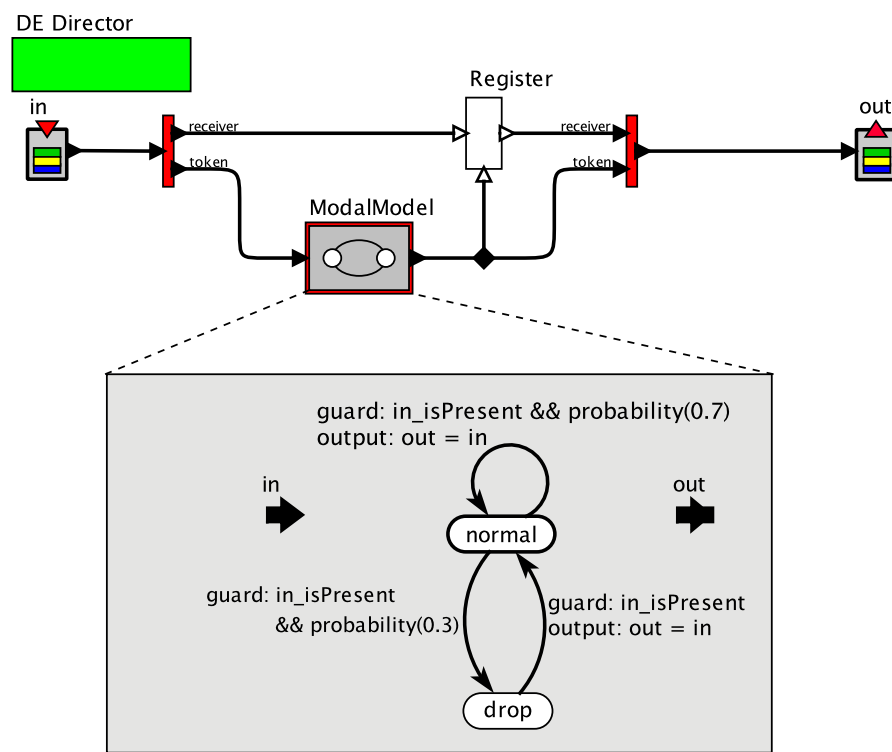 DE Director
Register
in
out
receiver
receiver
token
token
ModalModel
guard: in_isPresent && probability(0.7)
output: out = in
in
out
normal
guard: in_isPresent
&& probability(0.3)
guard: in_isPresent
output: out = in
drop